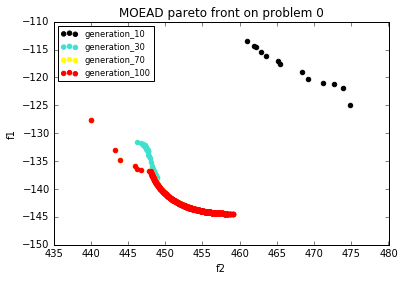 MOEAD pareto front on problem 0
−110
−115
−120
−125
−130
−135
−140
−145
−150
f1
generation_10
generation_30
generation_70
generation_100
435 440 445 450 455 460 465 470 475 480
f2